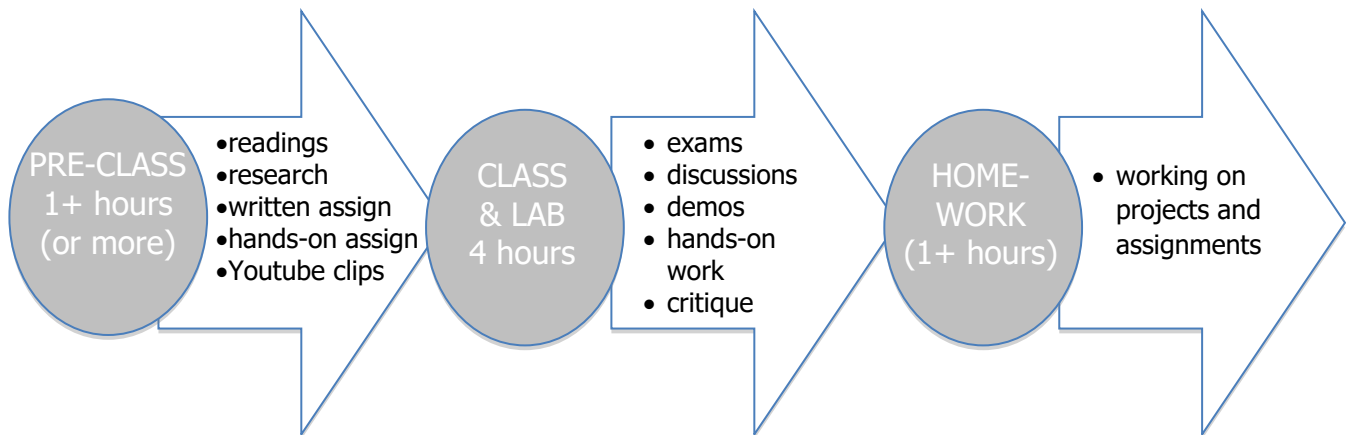 PRE-CLASS
1+ hours
(or more)
•readings
•research
•written assign
•hands-on assign
•Youtube clips
CLASS
& LAB
4 hours
• exams
• discussions
• demos
• hands-on
work
• critique
HOME-
WORK
(1+ hours)
• working on
projects and
assignments